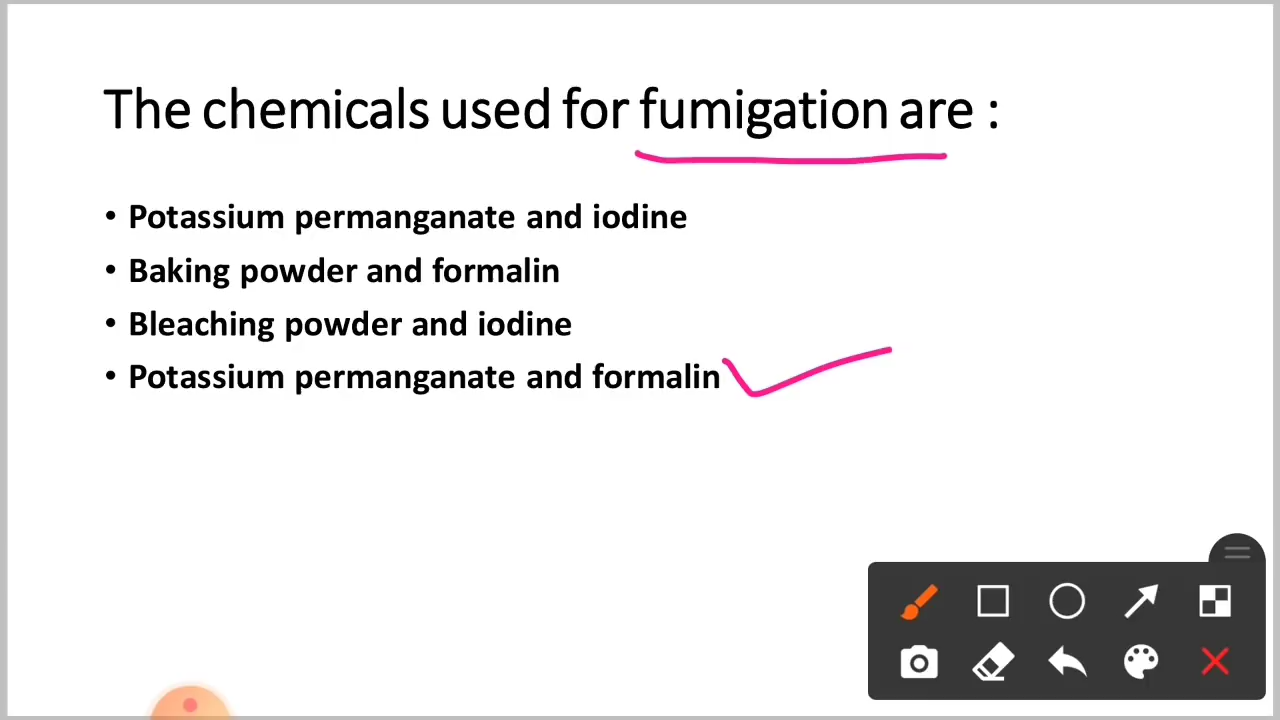 The chemicals used for fumigation are :
• Potassium permanganate and iodine
• Baking powder and formalin
• Bleaching powder and iodine
• Potassium permanganate and formalin